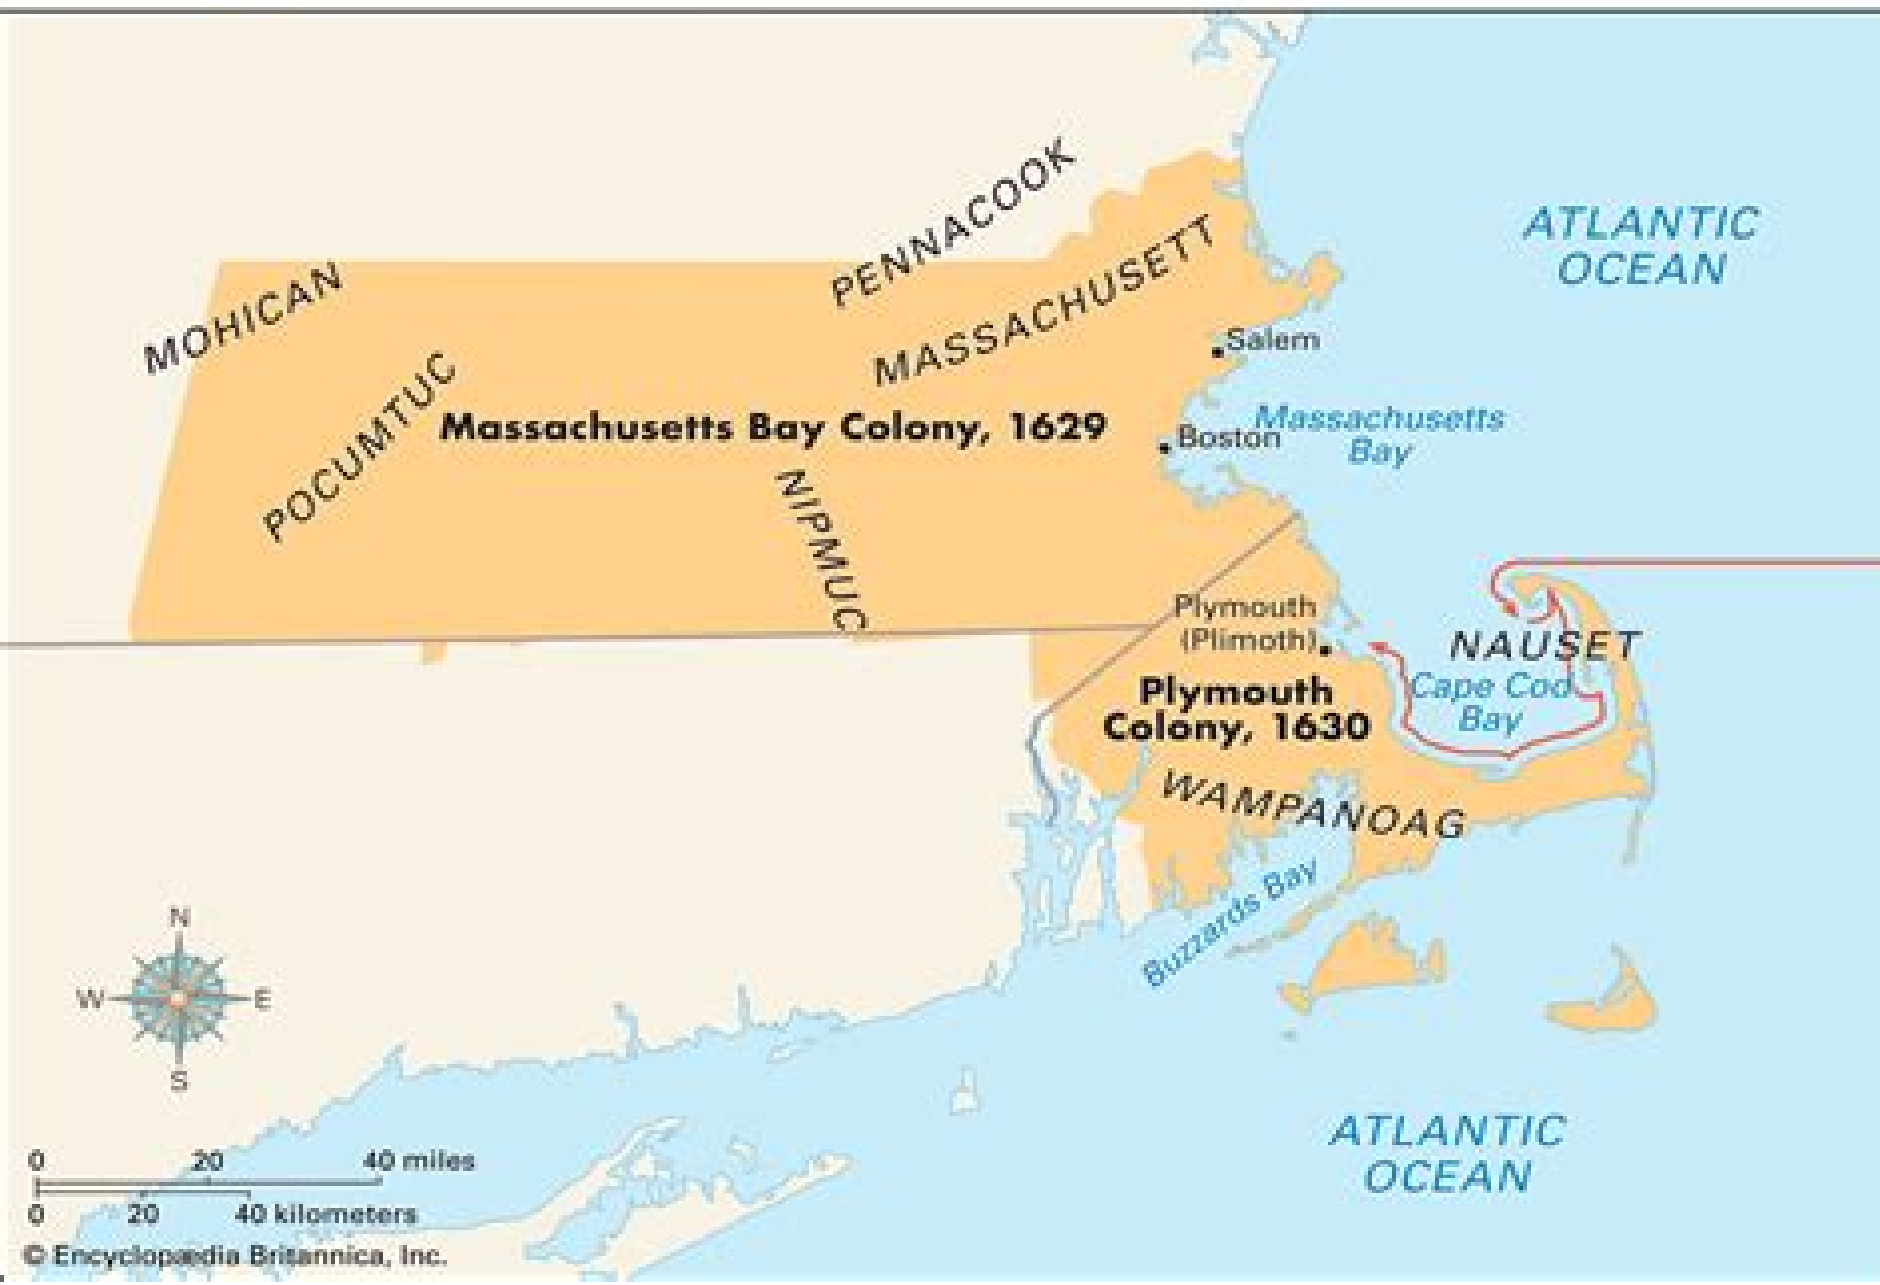 PENNACOOK
ATLANTIC
OCEAN
MOHICAN
MASSACHUSETT
Salem
POCUMTUC
Massachusetts Bay Colony, 1629
Massachusetts
Bay
Boston
NIPMUC
Plymouth
(Plimoth)
NAUSET
Cape Cod
Bay
Plymouth
Colony, 1630
WAMPANOAG
Buzzards Bay
N
W
E
S
ATLANTIC
OCEAN
0 20 40 miles
0 20 40 kilometers
© Encyclopædia Britannica, Inc.